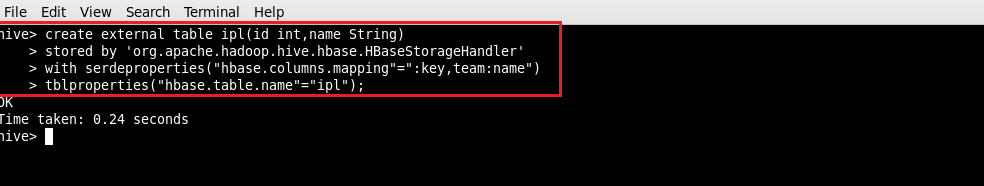 File Edit View Search Terminal Help
hive> create external table ipl(id int,name String)
    > stored by 'org.apache.hadoop.hive.hbase.HBaseStorageHandler'
    > with serdeproperties("hbase.columns.mapping"=":key,team:name")
    > tblproperties("hbase.table.name"="ipl");
OK
Time taken: 0.24 seconds
hive>